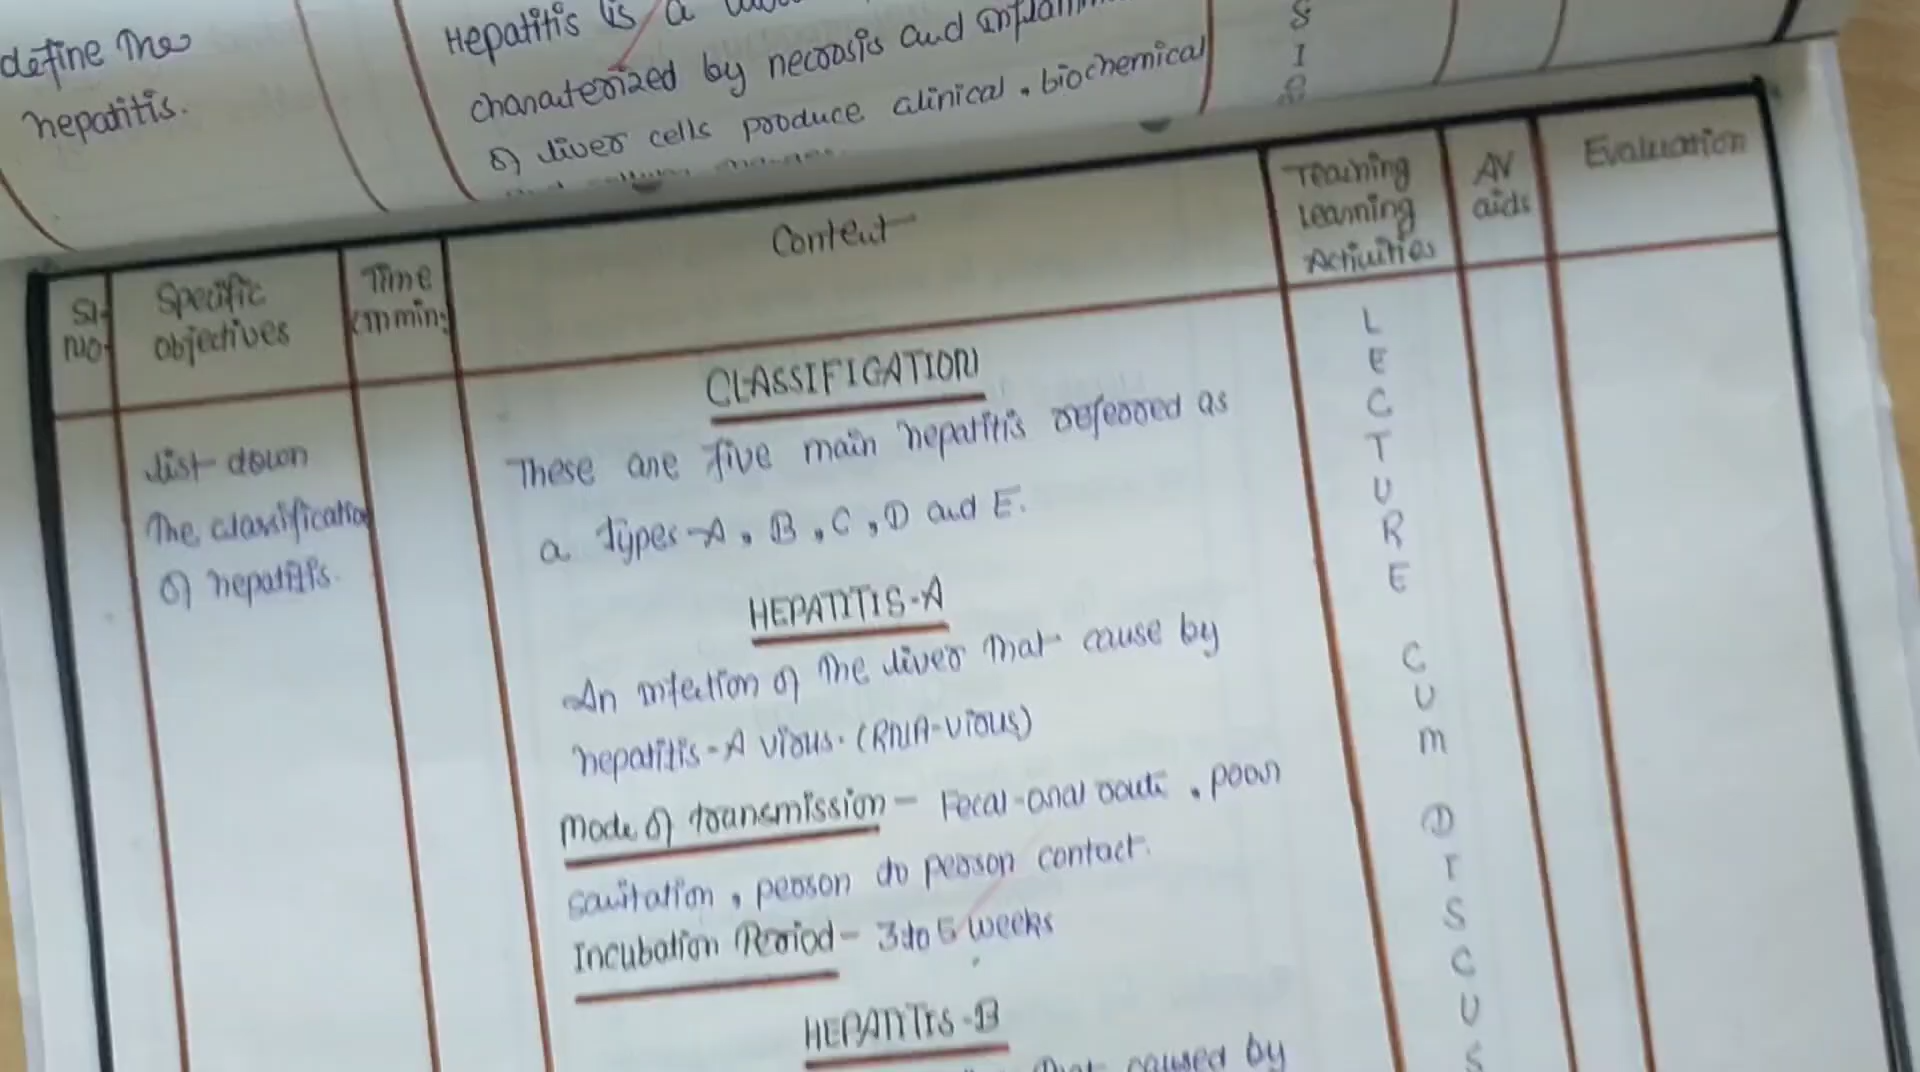 define the
hepatitis.
Hepatitis is a
characterized by necrosis and
of liver cells produce clinical, biochemical
S
I
O
Sl.
No.
Specific
objectives
Time
in min.
Content
Teaching
Learning
Activities
AV
aids
Evaluation
List down
the classification
of hepatitis.
CLASSIFICATION
These are five main hepatitis referred as
a types-A, B, C, D and E.
HEPATITIS-A
An infection of the liver that cause by
hepatitis-A virus. (RNA-virus)
Mode of transmission - Fecal-oral route, poor
sanitation, person to person contact.
Incubation Period - 3 to 5 weeks
HEPATITIS-B
that caused by
L
E
C
T
U
R
E
C
U
M
D
I
S
C
U
S